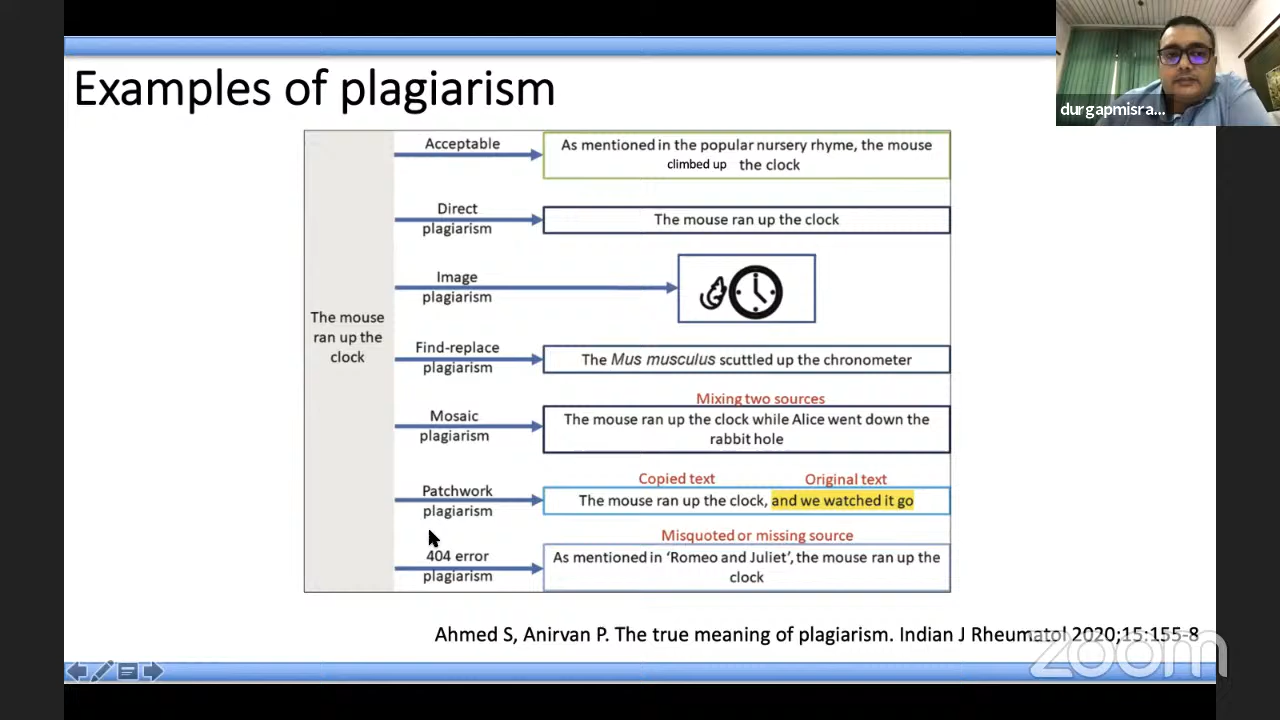 Examples of plagiarism
durgapmisra...
The mouse
ran up the
clock
Acceptable
As mentioned in the popular nursery rhyme, the mouse
climbed up the clock
Direct
plagiarism
The mouse ran up the clock
Image
plagiarism
Find-replace
plagiarism
The Mus musculus scuttled up the chronometer
Mosaic
plagiarism
Mixing two sources
The mouse ran up the clock while Alice went down the
rabbit hole
Patchwork
plagiarism
Copied text Original text
The mouse ran up the clock, and we watched it go
404 error
plagiarism
Misquoted or missing source
As mentioned in ‘Romeo and Juliet’, the mouse ran up the
clock
Ahmed S, Anirvan P. The true meaning of plagiarism. Indian J Rheumatol 2020;15:155-8
zoom